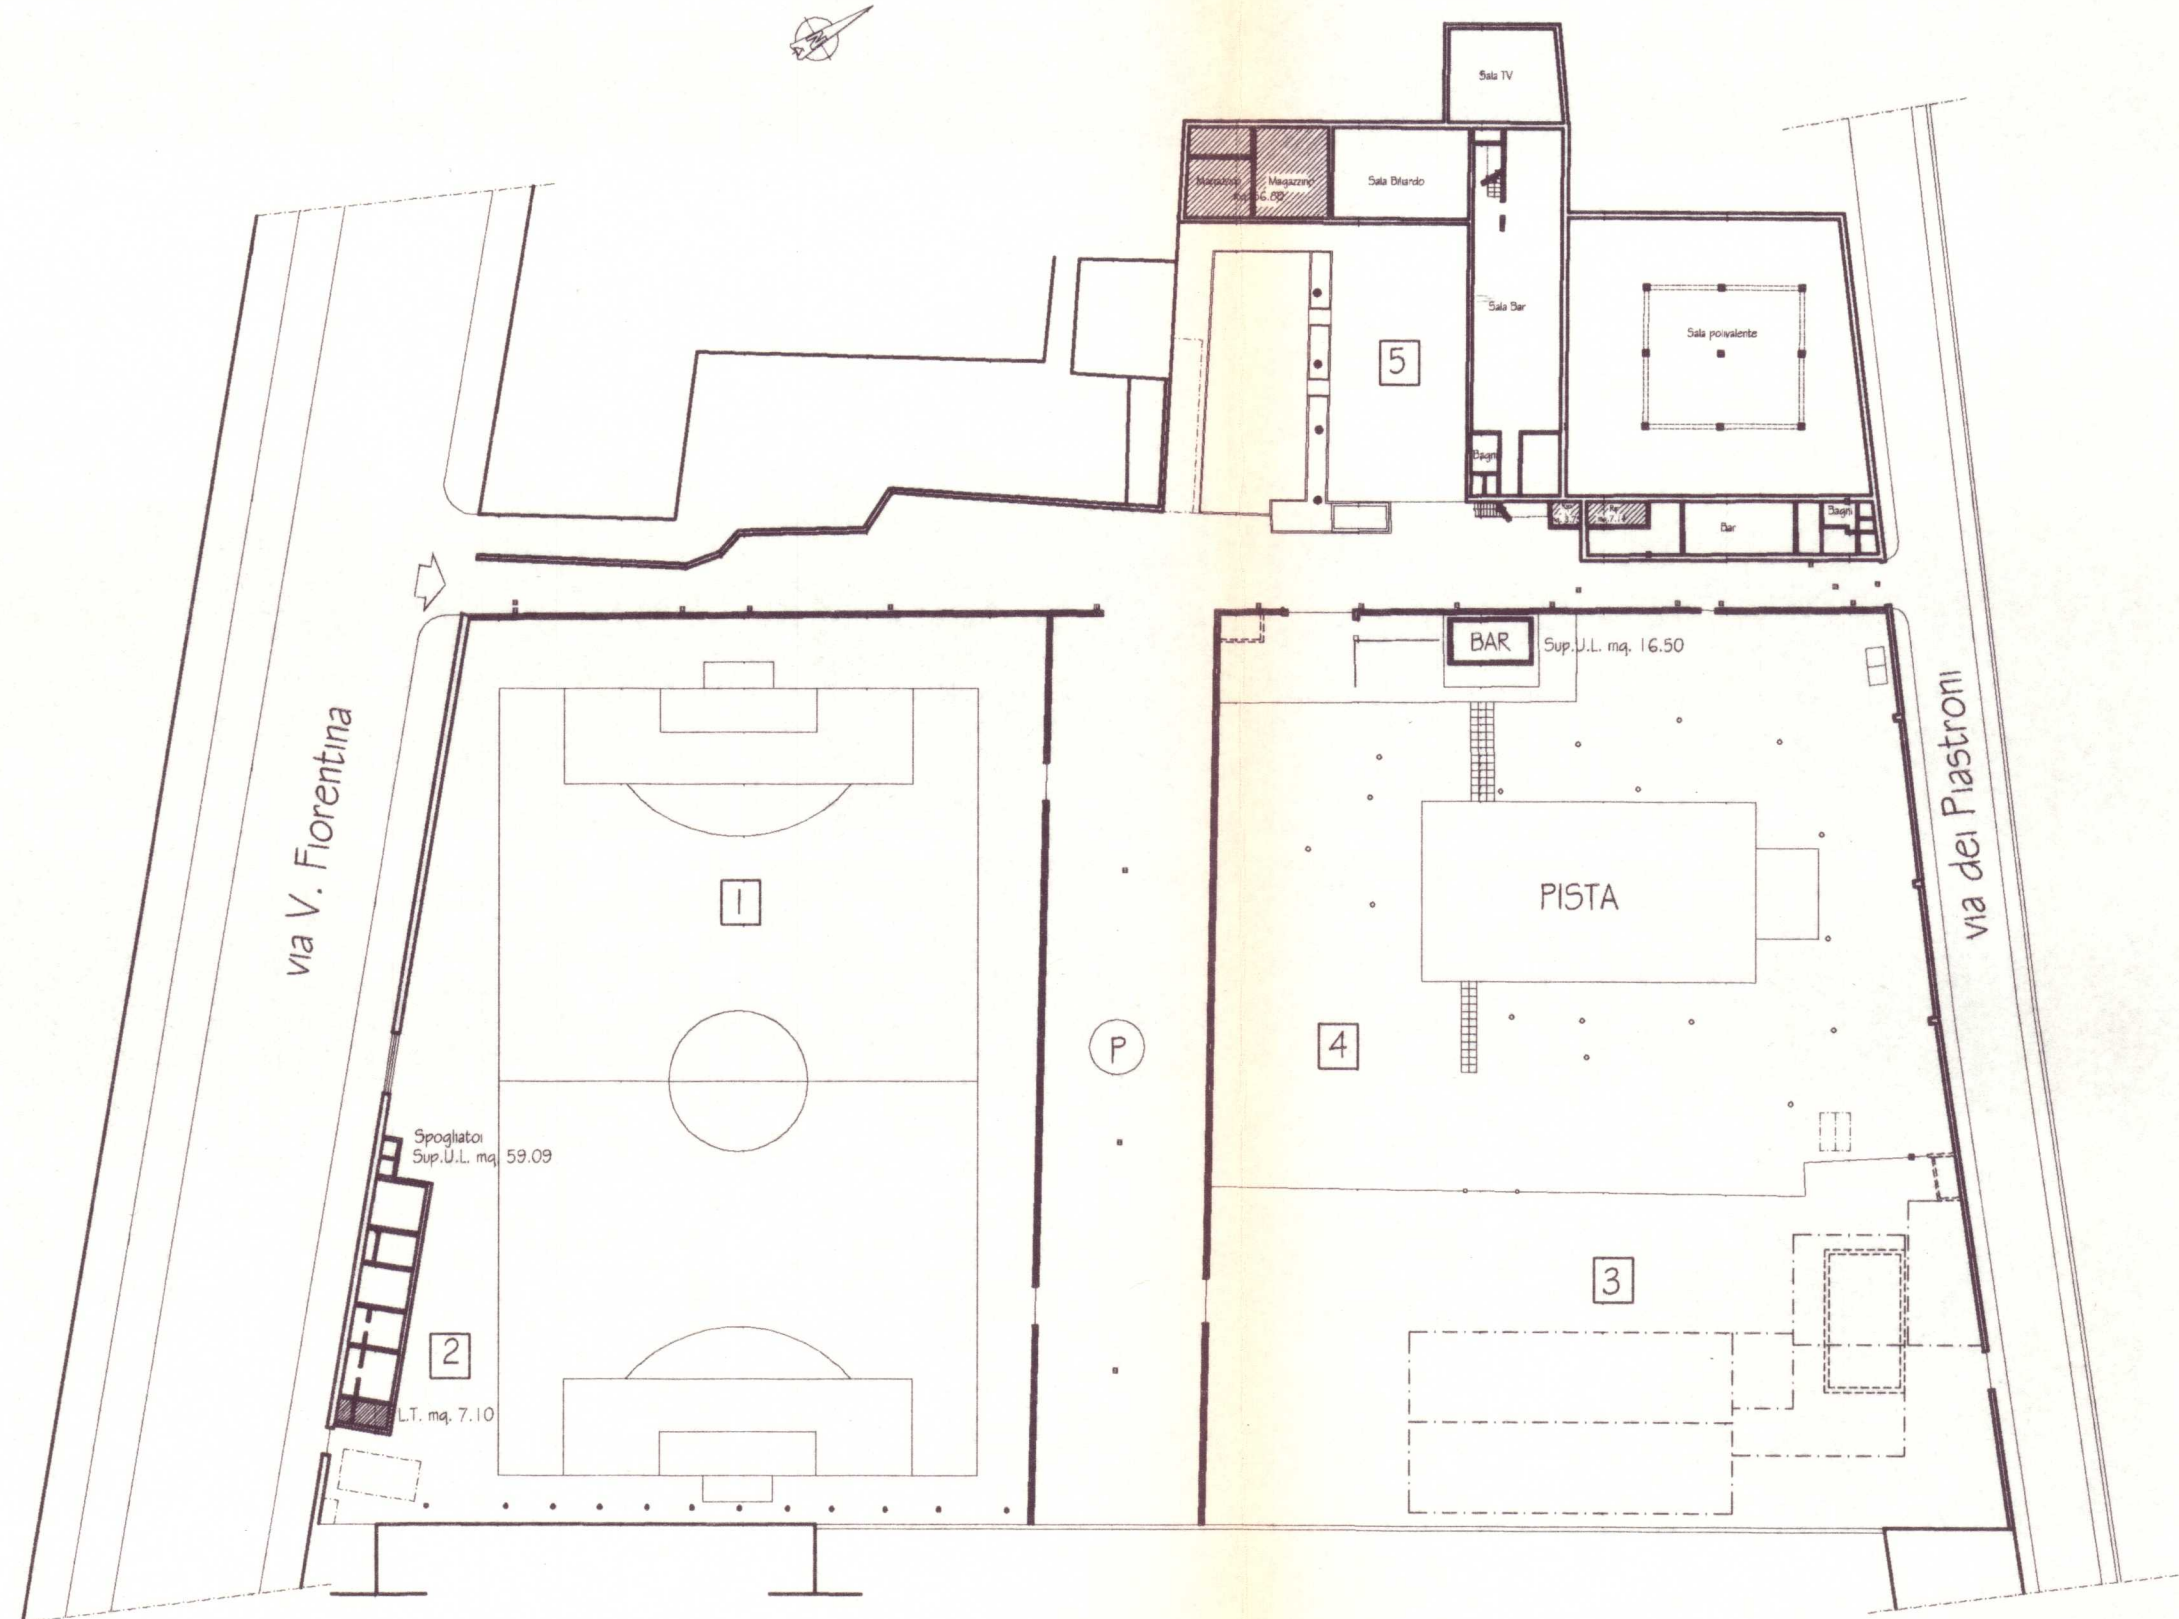 Sala TV
Magazzino
Magazzino
Sala Biliardo
Sala Bar
Sala polivalente
5
Bagni
Bar
Bagni
BAR
Sup.U.L. mq. 16.50
via V. Fiorentina
via dei Piastroni
1
PISTA
P
4
Spogliatoi
Sup.U.L. mq. 59.09
3
2
L.T. mq. 7.10